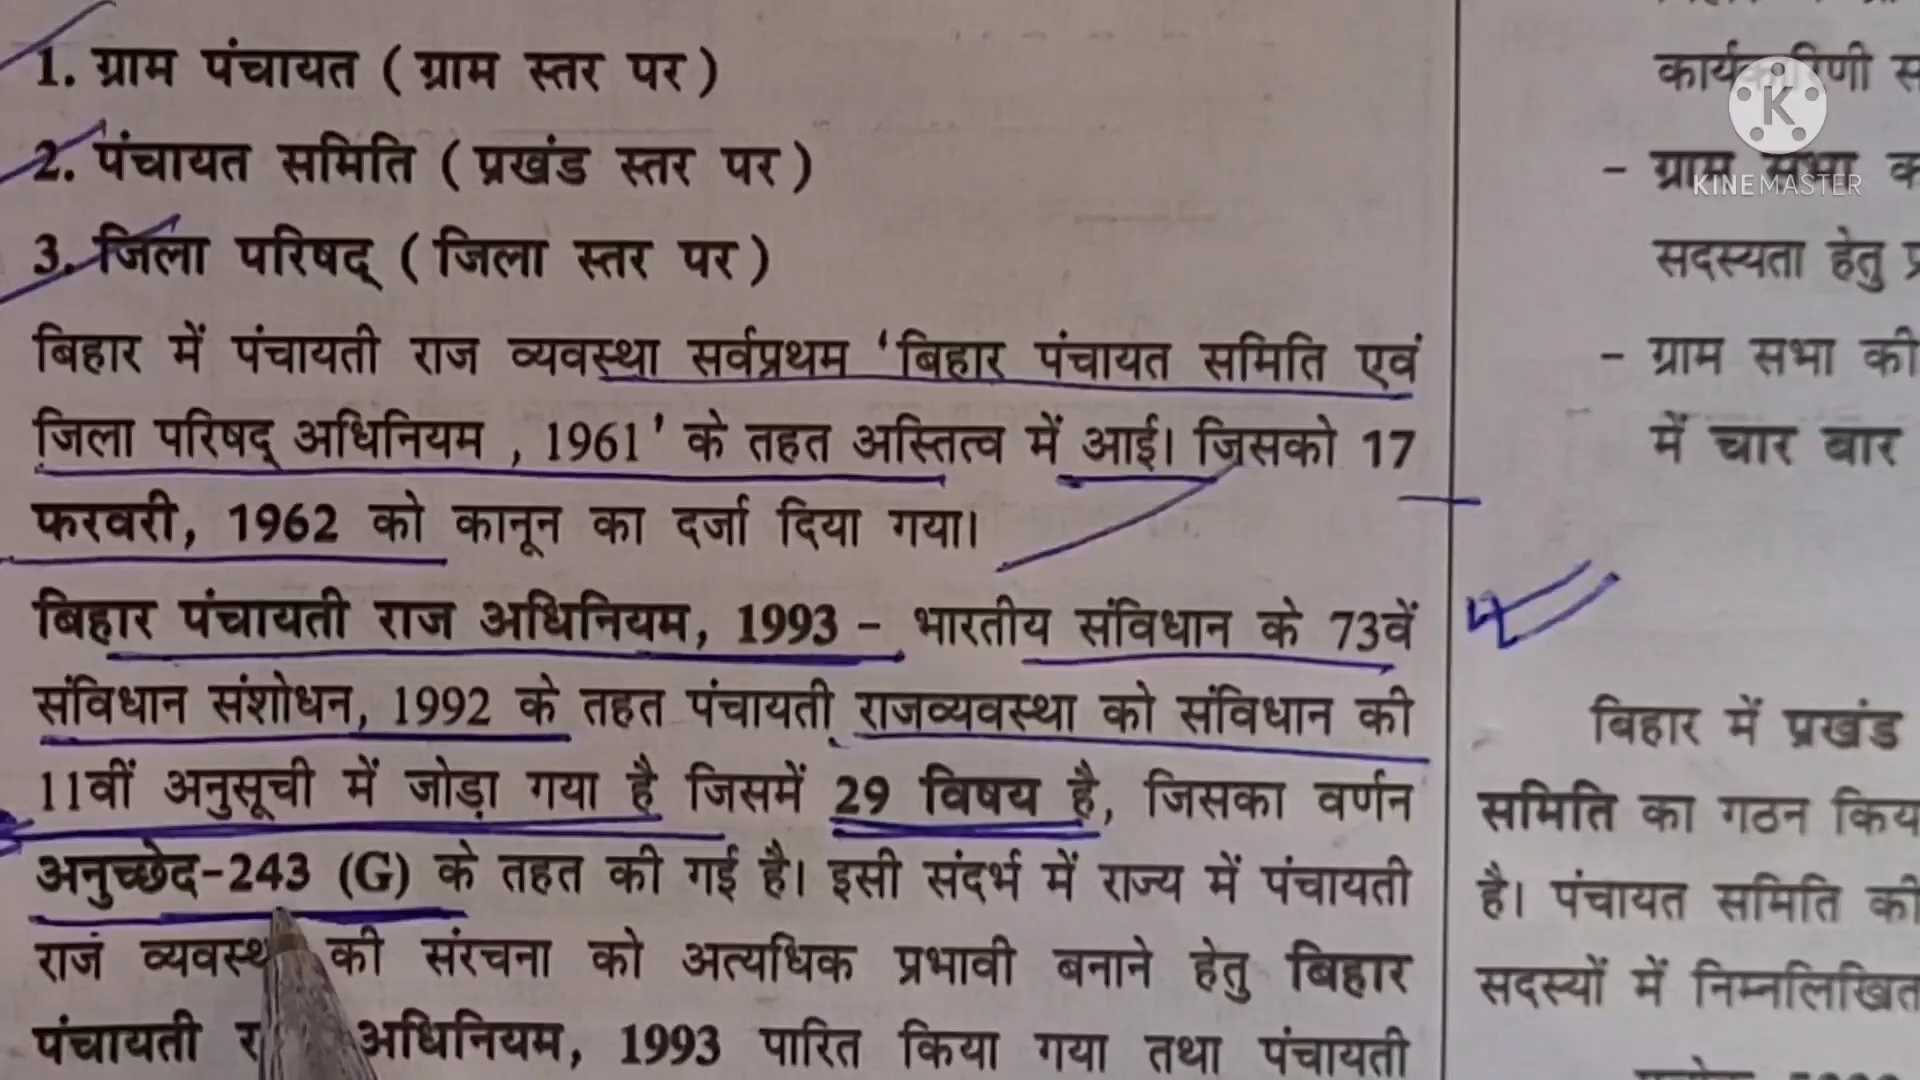 1. ग्राम पंचायत ( ग्राम स्तर पर )
2. पंचायत समिति ( प्रखंड स्तर पर )
3. जिला परिषद् ( जिला स्तर पर )
बिहार में पंचायती राज व्यवस्था सर्वप्रथम 'बिहार पंचायत समिति एवं
जिला परिषद् अधिनियम , 1961' के तहत अस्तित्व में आई। जिसको 17
फरवरी, 1962 को कानून का दर्जा दिया गया।
बिहार पंचायती राज अधिनियम, 1993 - भारतीय संविधान के 73वें
संविधान संशोधन, 1992 के तहत पंचायती राजव्यवस्था को संविधान की
11वीं अनुसूची में जोड़ा गया है जिसमें 29 विषय है, जिसका वर्णन
अनुच्छेद-243 (G) के तहत की गई है। इसी संदर्भ में राज्य में पंचायती
राज व्यवस्था की संरचना को अत्यधिक प्रभावी बनाने हेतु बिहार
पंचायती अधिनियम, 1993 पारित किया गया तथा पंचायती
कार्यकारिणी
- ग्राम सभा
सदस्यता हेतु
- ग्राम सभा की
में चार बार
बिहार में प्रखंड
समिति का गठन
है। पंचायत समिति की
सदस्यों में निम्नलिखित
K
KINEMASTER